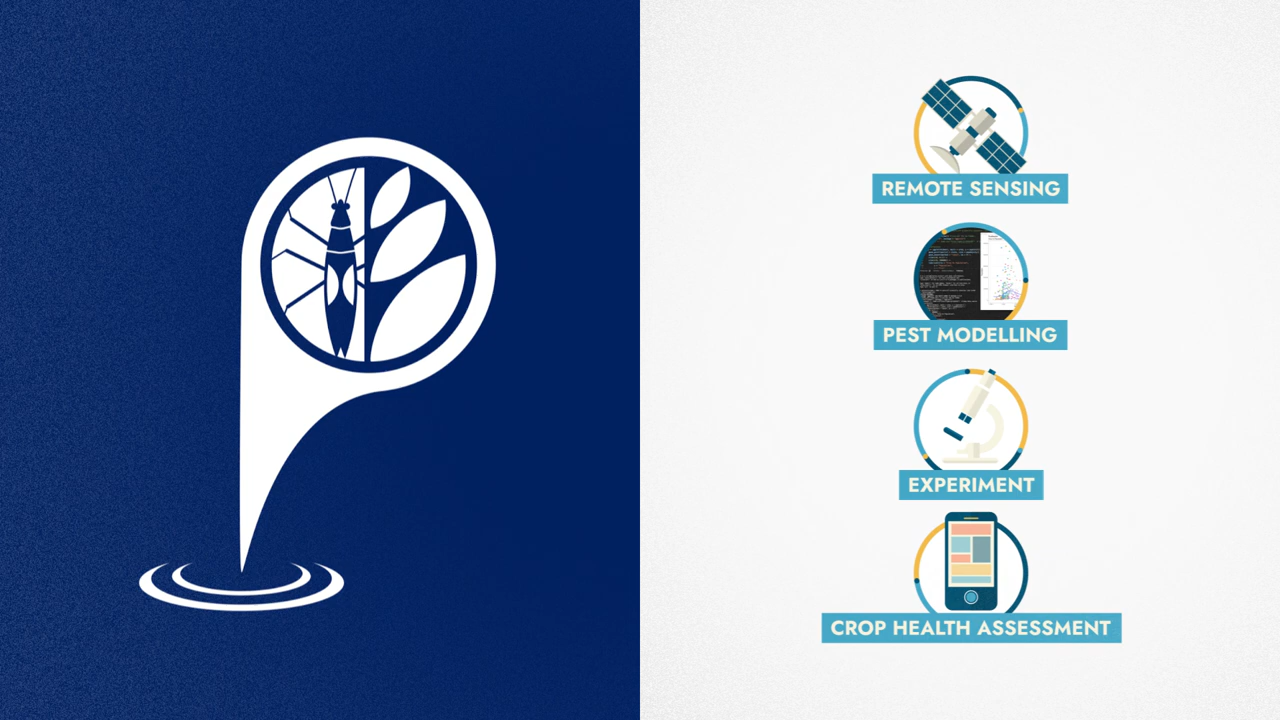 REMOTE SENSING
PEST MODELLING
EXPERIMENT
CROP HEALTH ASSESSMENT